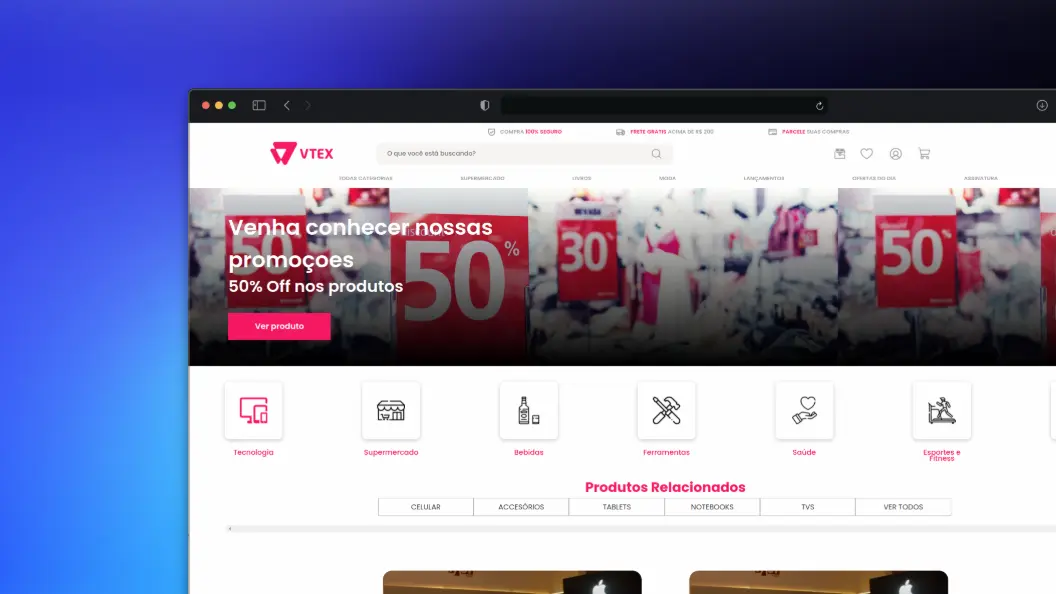 COMPRA 100% SEGURO
FRETE GRATIS ACIMA DE R$ 200
PARCELE SUAS COMPRAS
VTEX
O que você está buscando?
TODAS CATEGORIAS
SUPERMERCADO
LIVROS
MODA
LANÇAMENTOS
OFERTAS DO DIA
ASSINATURA
Venha conhecer nossas
promoçoes
50% Off nos produtos
Ver produto
50
50%
30%
50%
Tecnologia
Supermercado
Bebidas
Ferramentas
Saúde
Esportes e
Fitness
Produtos Relacionados
CELULAR
ACCESÓRIOS
TABLETS
NOTEBOOKS
TVS
VER TODOS